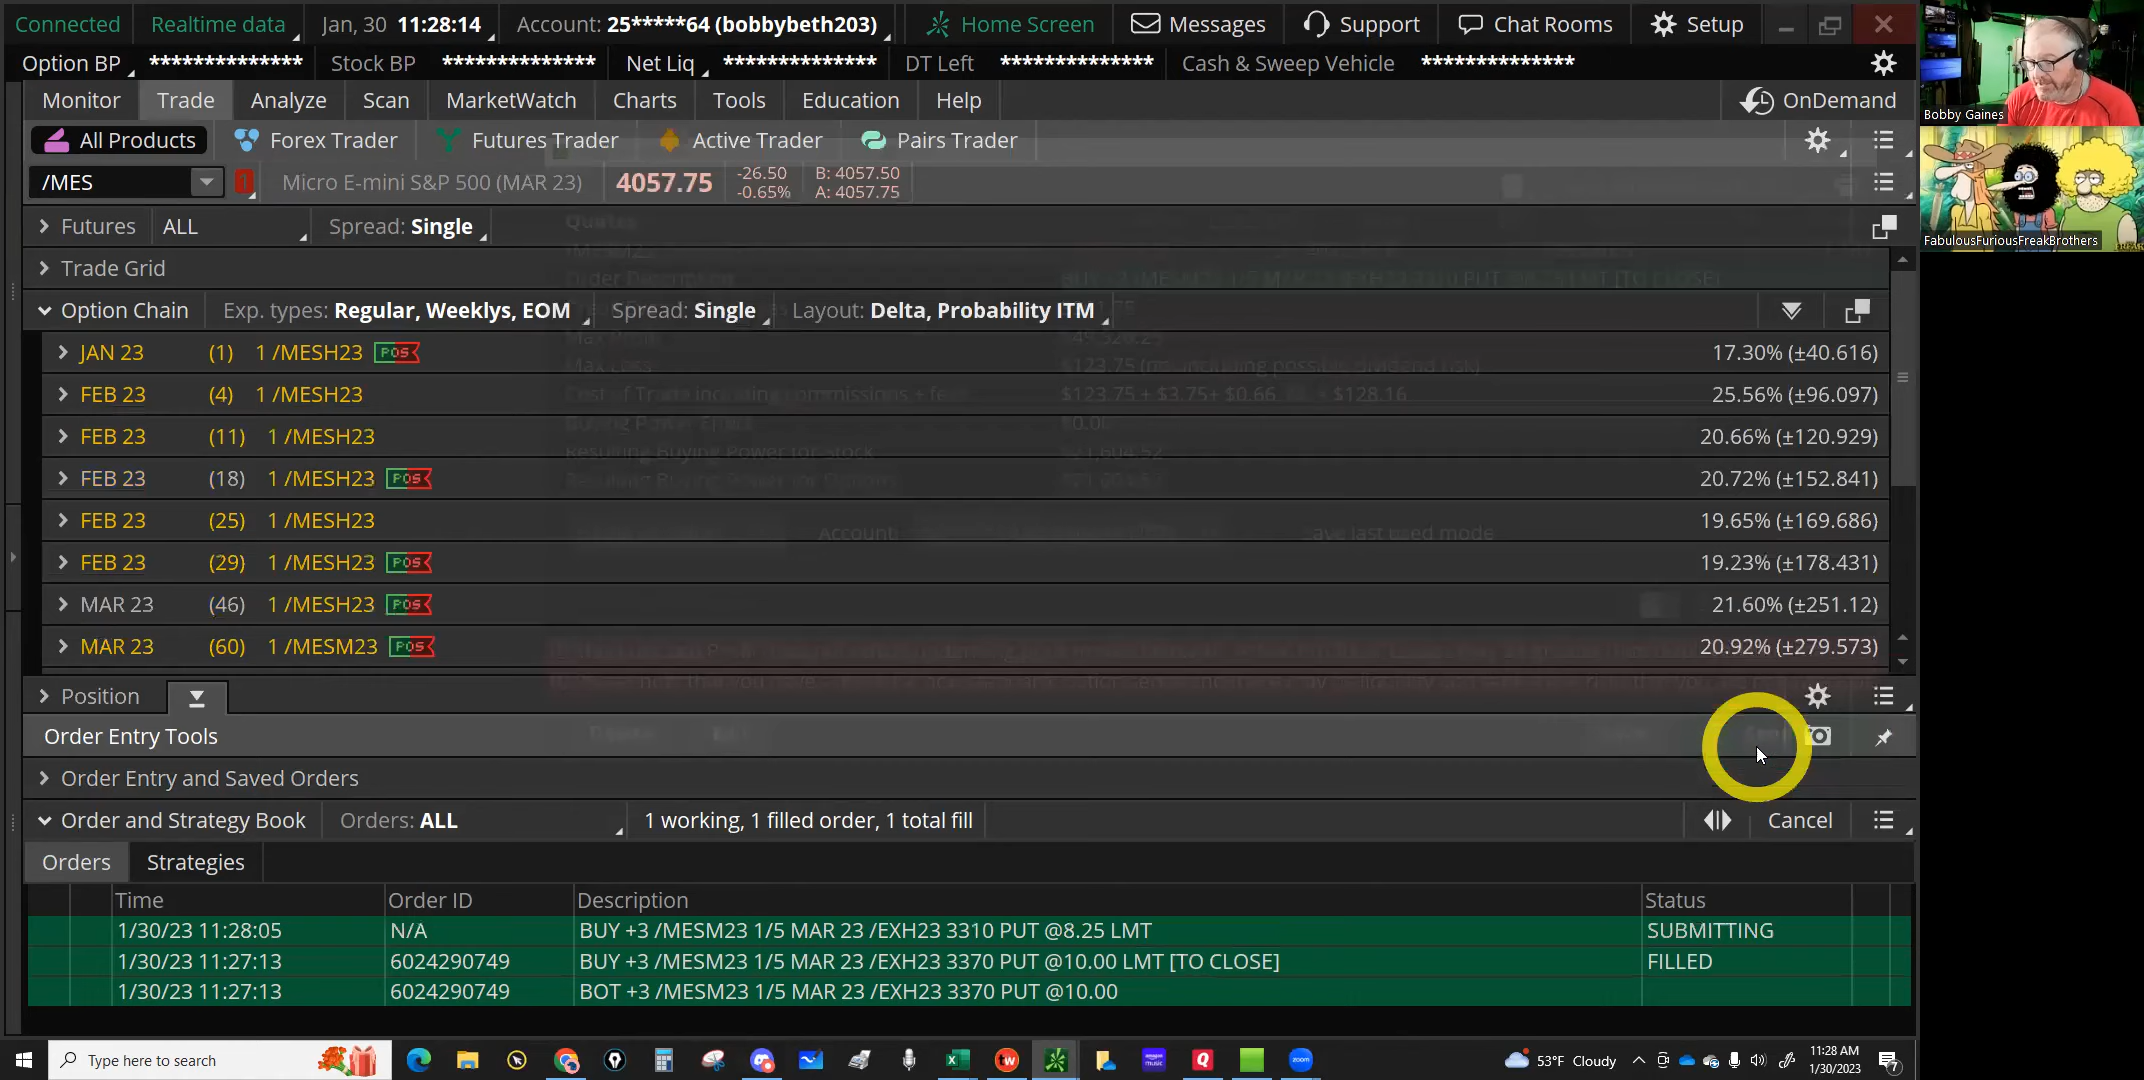 Connected Realtime data Jan, 30 11:28:14 Account: 25*****64 (bobbybeth203) Home Screen Messages Support Chat Rooms Setup
Option BP ************** Stock BP ************** Net Liq ************** DT Left ************** Cash & Sweep Vehicle **************
Monitor Trade Analyze Scan MarketWatch Charts Tools Education Help OnDemand
Bobby Gaines
All Products Forex Trader Futures Trader Active Trader Pairs Trader
/MES 1 Micro E-mini S&P 500 (MAR 23) 4057.75 -26.50 B: 4057.50
-0.65% A: 4057.75
Futures ALL Spread: Single
FabulousFuriousFreakBrothers
Trade Grid
Option Chain Exp. types: Regular, Weeklys, EOM Spread: Single Layout: Delta, Probability ITM
JAN 23 (1) 1 /MESH23 POS 17.30% (±40.616)
FEB 23 (4) 1 /MESH23 25.56% (±96.097)
FEB 23 (11) 1 /MESH23 20.66% (±120.929)
FEB 23 (18) 1 /MESH23 POS 20.72% (±152.841)
FEB 23 (25) 1 /MESH23 19.65% (±169.686)
FEB 23 (29) 1 /MESH23 POS 19.23% (±178.431)
MAR 23 (46) 1 /MESH23 POS 21.60% (±251.12)
MAR 23 (60) 1 /MESM23 POS 20.92% (±279.573)
Position
Order Entry Tools
Order Entry and Saved Orders
Order and Strategy Book Orders: ALL 1 working, 1 filled order, 1 total fill Cancel
Orders Strategies
Time Order ID Description Status
1/30/23 11:28:05 N/A BUY +3 /MESM23 1/5 MAR 23 /EXH23 3310 PUT @8.25 LMT SUBMITTING
1/30/23 11:27:13 6024290749 BUY +3 /MESM23 1/5 MAR 23 /EXH23 3370 PUT @10.00 LMT [TO CLOSE] FILLED
1/30/23 11:27:13 6024290749 BOT +3 /MESM23 1/5 MAR 23 /EXH23 3370 PUT @10.00
Type here to search 53°F Cloudy 11:28 AM
1/30/2023